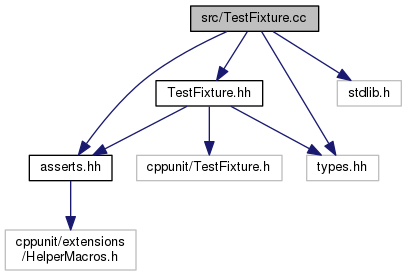 src/TestFixture.cc
TestFixture.hh
stdlib.h
asserts.hh
cppunit/TestFixture.h
types.hh
cppunit/extensions
/HelperMacros.h